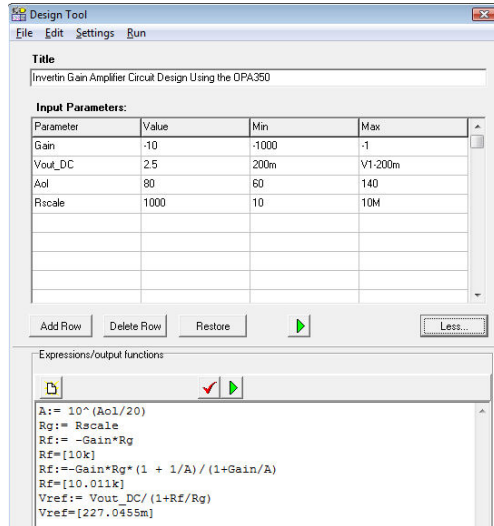 Design Tool
File Edit Settings Run
Title
Invertin Gain Amplifier Circuit Design Using the OPA350
Input Parameters:
Parameter Value Min Max
Gain -10 -1000 -1
Vout_DC 2.5 200m V1-200m
Aol 80 60 140
Rscale 1000 10 10M
Add Row Delete Row Restore Less...
Expressions/output functions
A:= 10^(Aol/20)
Rg:= Rscale
Rf:= -Gain*Rg
Rf=[10k]
Rf:=-Gain*Rg*(1 + 1/A)/(1+Gain/A)
Rf=[10.011k]
Vref:= Vout_DC/(1+Rf/Rg)
Vref=[227.0455m]